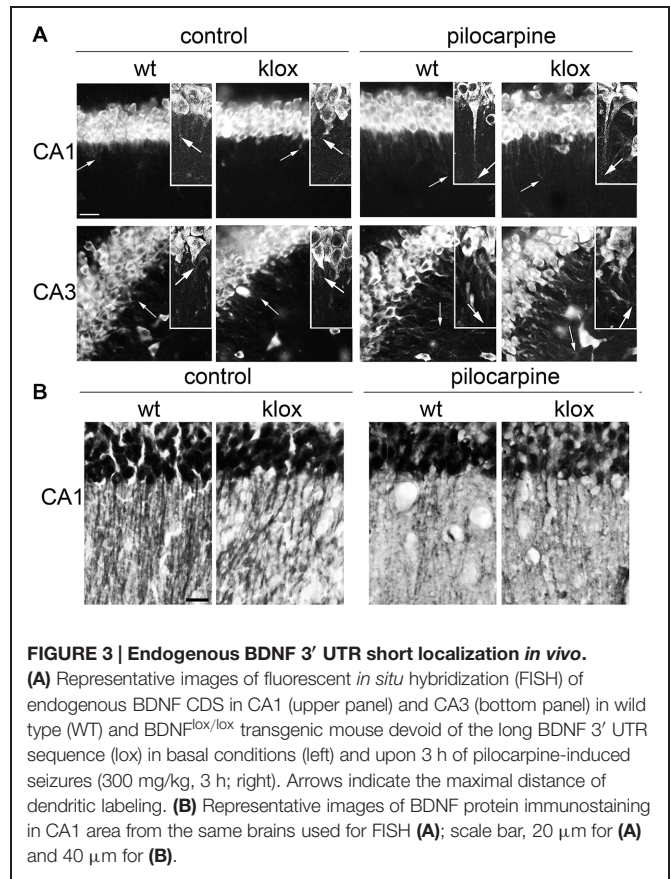 A
control pilocarpine
wt klox wt klox
CA1
CA3
control pilocarpine
B
wt klox wt klox
CA1
FIGURE 3 | Endogenous BDNF 3′ UTR short localization in vivo.
(A) Representative images of fluorescent in situ hybridization (FISH) of
endogenous BDNF CDS in CA1 (upper panel) and CA3 (bottom panel) in wild
type (WT) and BDNFlox/lox transgenic mouse devoid of the long BDNF 3′ UTR
sequence (lox) in basal conditions (left) and upon 3 h of pilocarpine-induced
seizures (300 mg/kg, 3 h; right). Arrows indicate the maximal distance of
dendritic labeling. (B) Representative images of BDNF protein immunostaining
in CA1 area from the same brains used for FISH (A); scale bar, 20 μm for (A)
and 40 μm for (B).